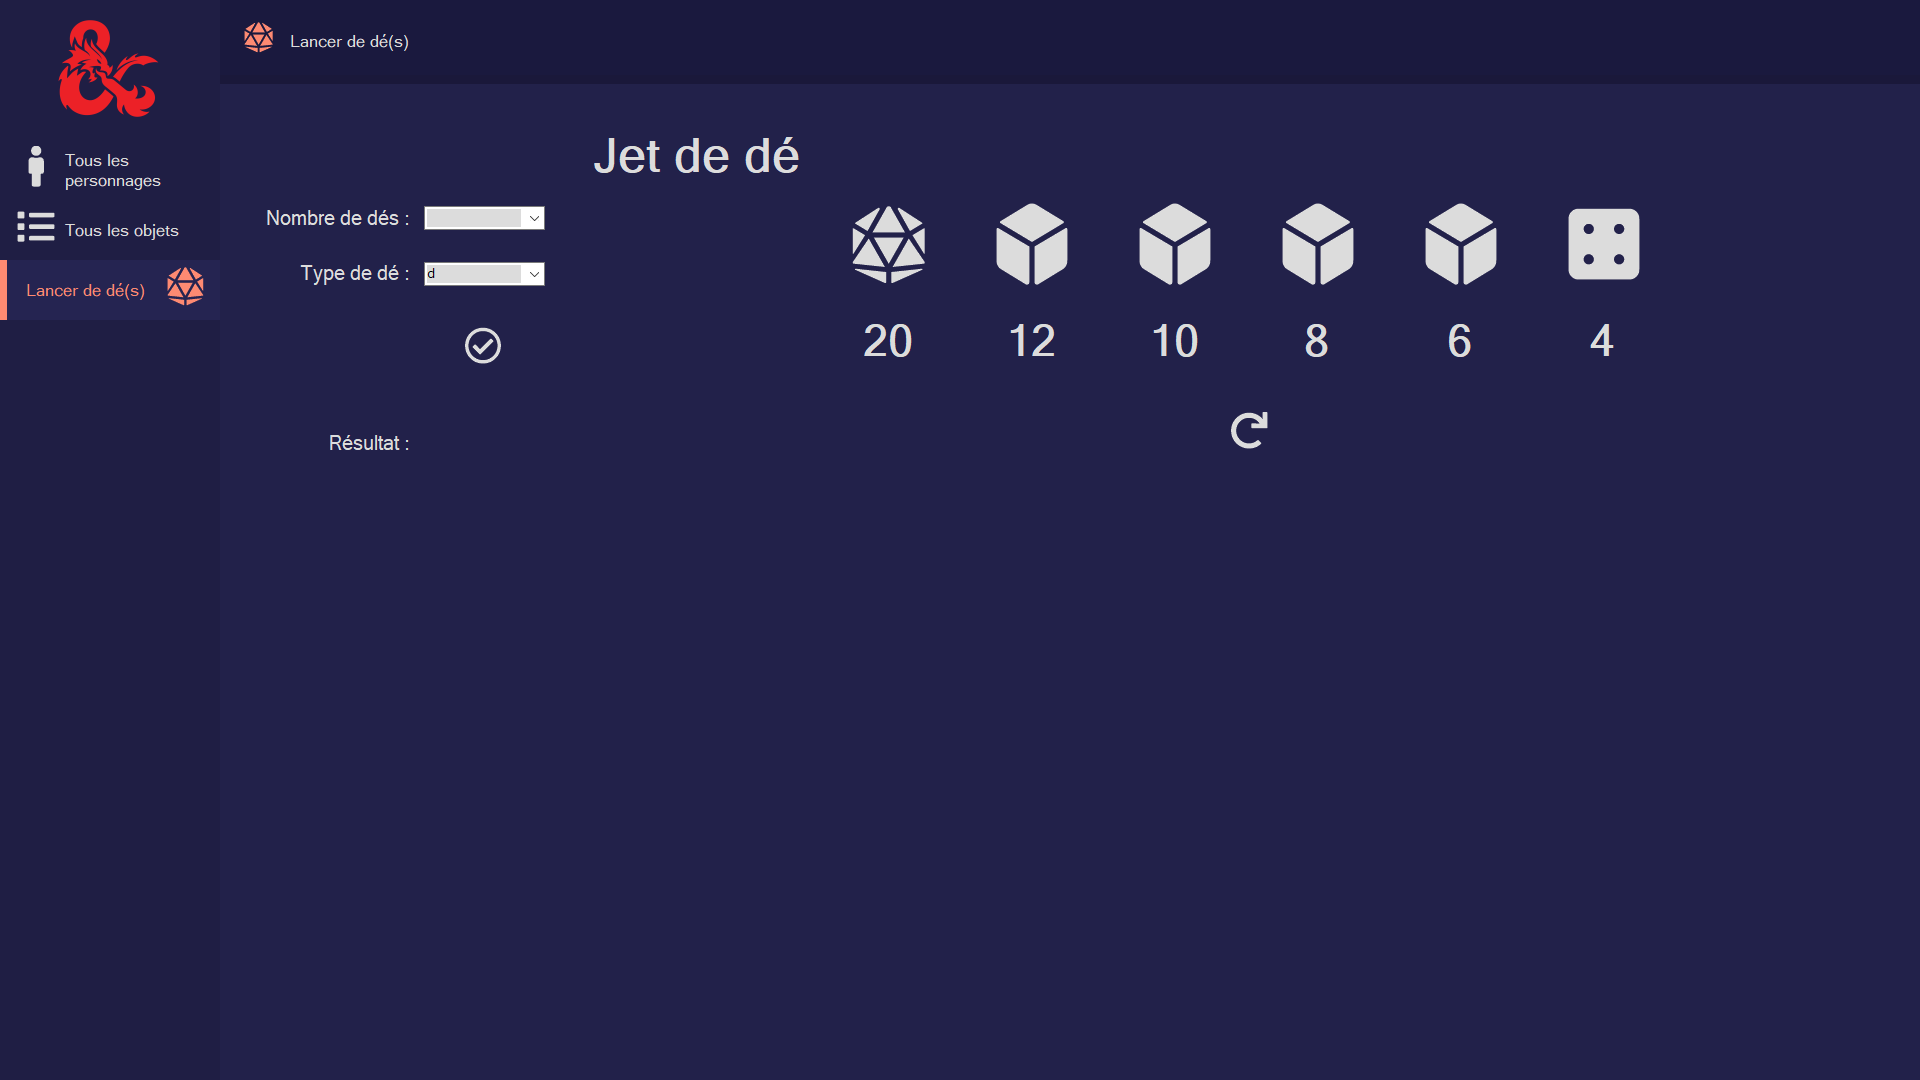 Lancer de dé(s)
Tous les
personnages
Tous les objets
Lancer de dé(s)
Jet de dé
Nombre de dés :
Type de dé : d
20 12 10 8 6 4
Résultat :